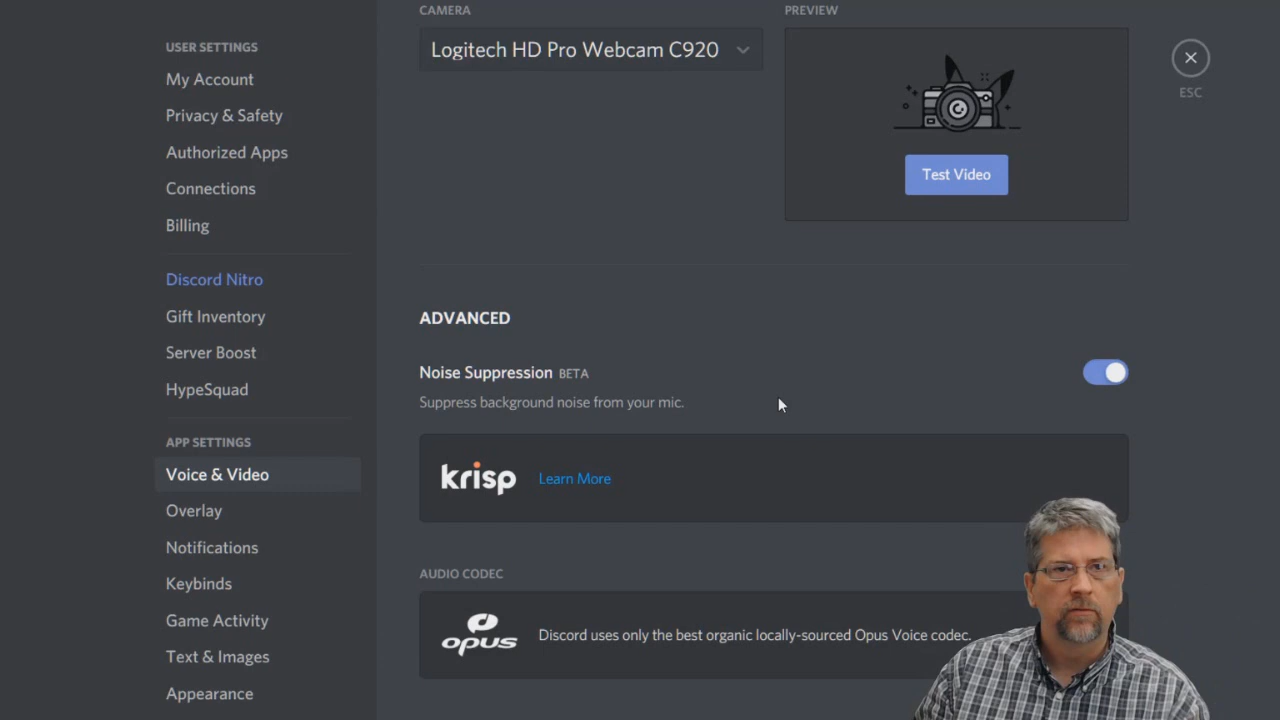 USER SETTINGS
My Account
Privacy & Safety
Authorized Apps
Connections
Billing
Discord Nitro
Gift Inventory
Server Boost
HypeSquad
APP SETTINGS
Voice & Video
Overlay
Notifications
Keybinds
Game Activity
Text & Images
Appearance
CAMERA
Logitech HD Pro Webcam C920
PREVIEW
Test Video
ESC
ADVANCED
Noise Suppression BETA
Suppress background noise from your mic.
krisp Learn More
AUDIO CODEC
opus Discord uses only the best organic locally-sourced Opus Voice codec.